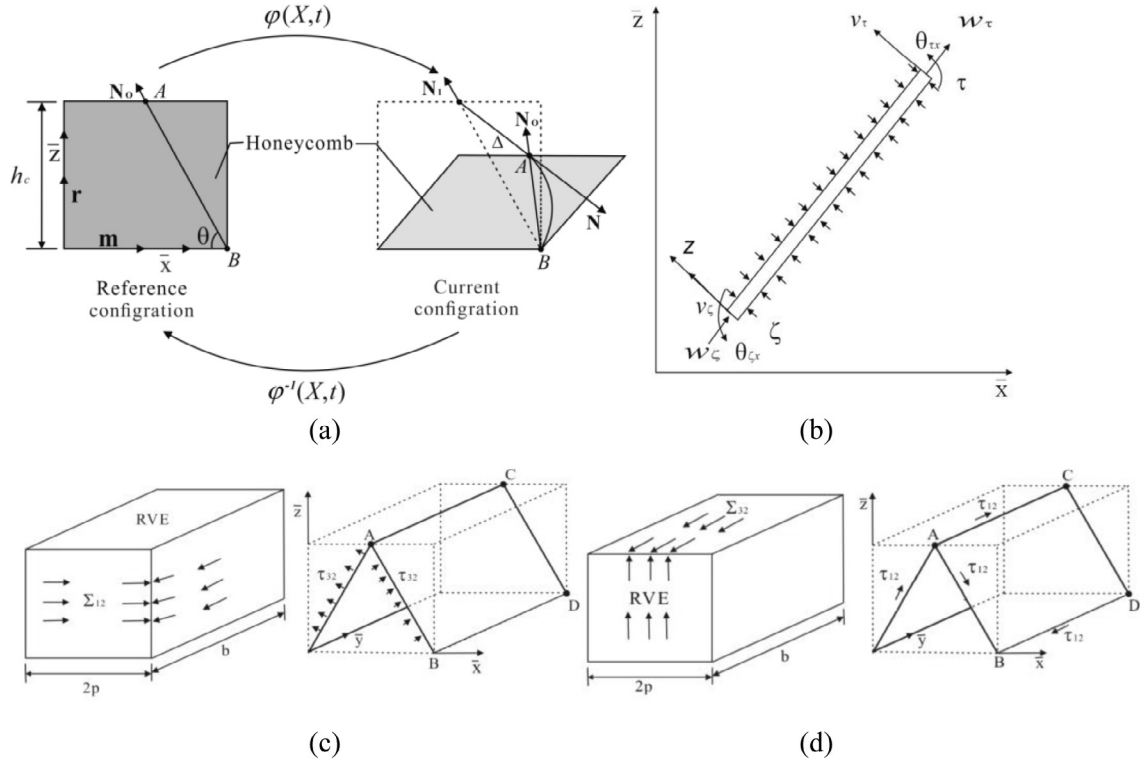 φ(X,t)
N₀ A
N₁
N₀
h_c
z̄
Honeycomb
Δ
A
r
N
m
θ
x̄
B
B
Reference
configration
Current
configration
φ⁻¹(X,t)
(a)
z̄
v_τ
θ_τx
w_τ
τ
z
v_ζ
ζ
w_ζ
θ_ζx
x̄
(b)
RVE
Σ₁₂
2p
b
z̄
C
A
τ₃₂
τ₃₂
D
ȳ
B
x̄
(c)
Σ₃₂
RVE
2p
b
z̄
C
τ₁₂
A
τ₁₂
τ₁₂
D
ȳ
τ₁₂
B
x̄
(d)